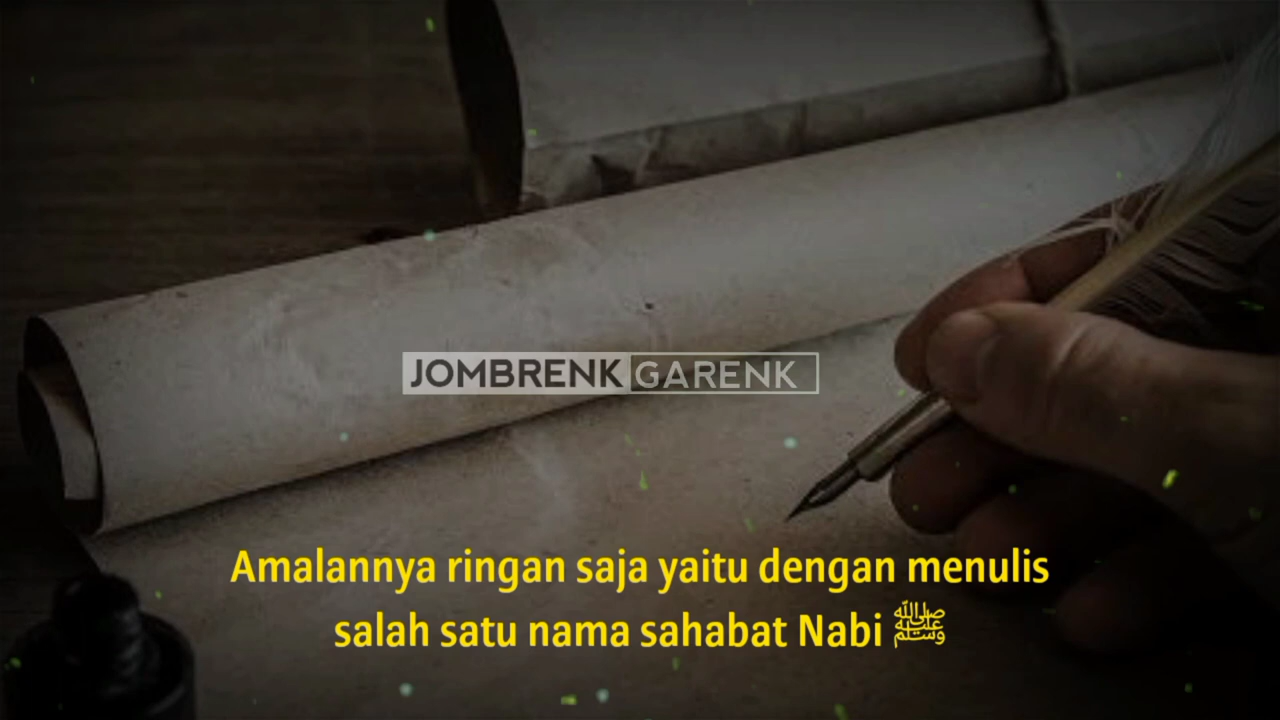 JOMBRENK GARENK
Amalannya ringan saja yaitu dengan menulis
salah satu nama sahabat Nabi ﷺ